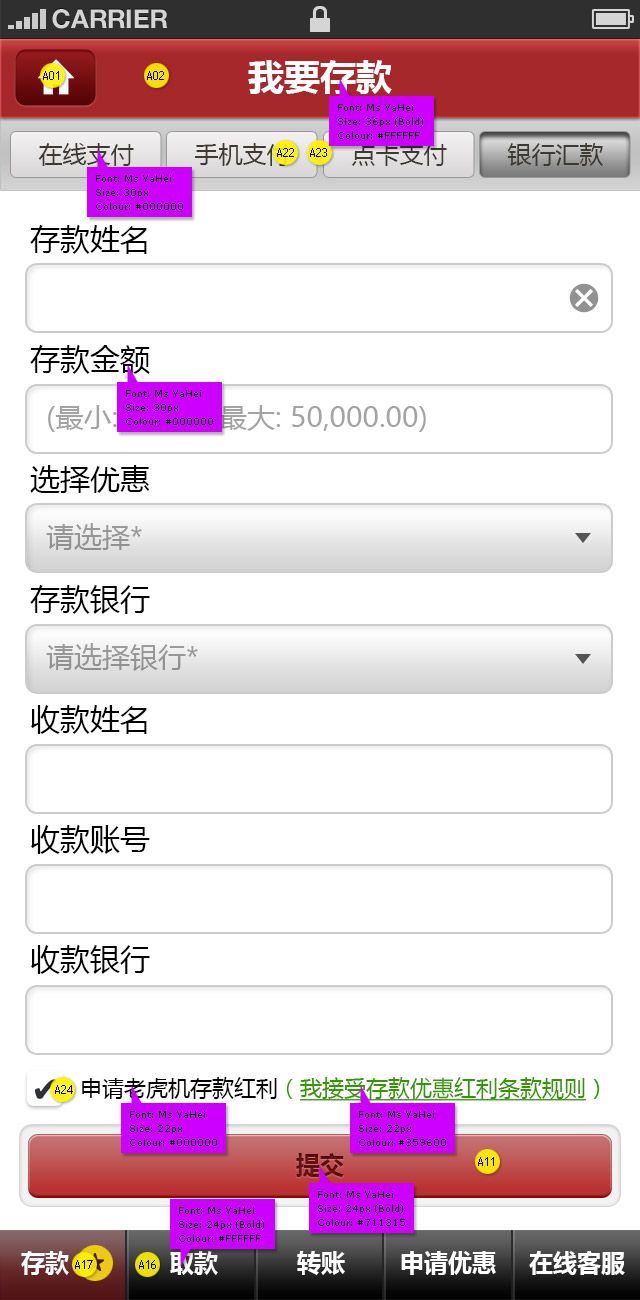 CARRIER
A01
A02
我要存款
Font: Ms YaHei
Size: 36px (Bold)
Colour: #FFFFFF
在线支付
手机支付
A22
A23
点卡支付
银行汇款
Font: Ms YaHei
Size: 30px
Colour: #000000
存款姓名
存款金额
Font: Ms YaHei
Size: 30px
Colour: #000000
(最小: 最大: 50,000.00)
选择优惠
请选择*
存款银行
请选择银行*
收款姓名
收款账号
收款银行
A24
申请老虎机存款红利（我接受存款优惠红利条款规则）
Font: Ms YaHei
Size: 22px
Colour: #000000
Font: Ms YaHei
Size: 22px
Colour: #359600
提交
A11
Font: Ms YaHei
Size: 24px (Bold)
Colour: #711315
Font: Ms YaHei
Size: 24px (Bold)
Colour: #FFFFFF
存款
A17
A16
取款
转账
申请优惠
在线客服